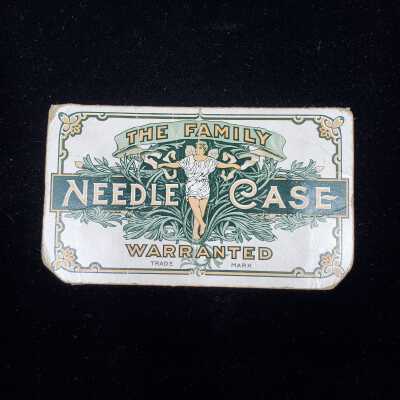 THE FAMILY
NEEDLE CASE
WARRANTED
TRADE MARK